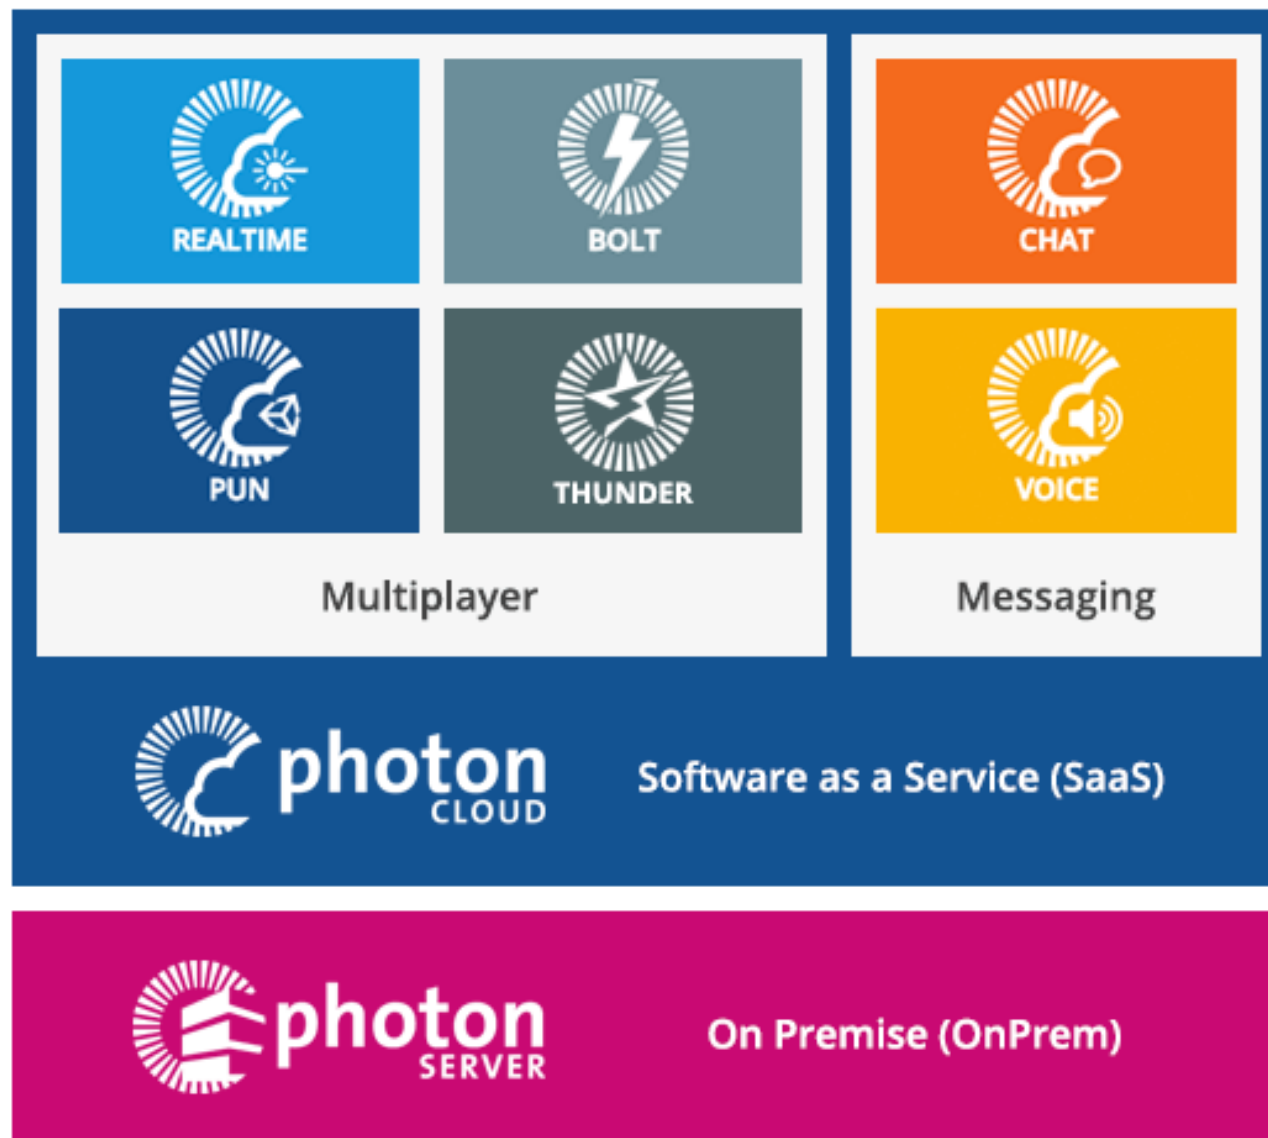 REALTIME
BOLT
CHAT
PUN
THUNDER
VOICE
Multiplayer
Messaging
photon
CLOUD
Software as a Service (SaaS)
photon
SERVER
On Premise (OnPrem)